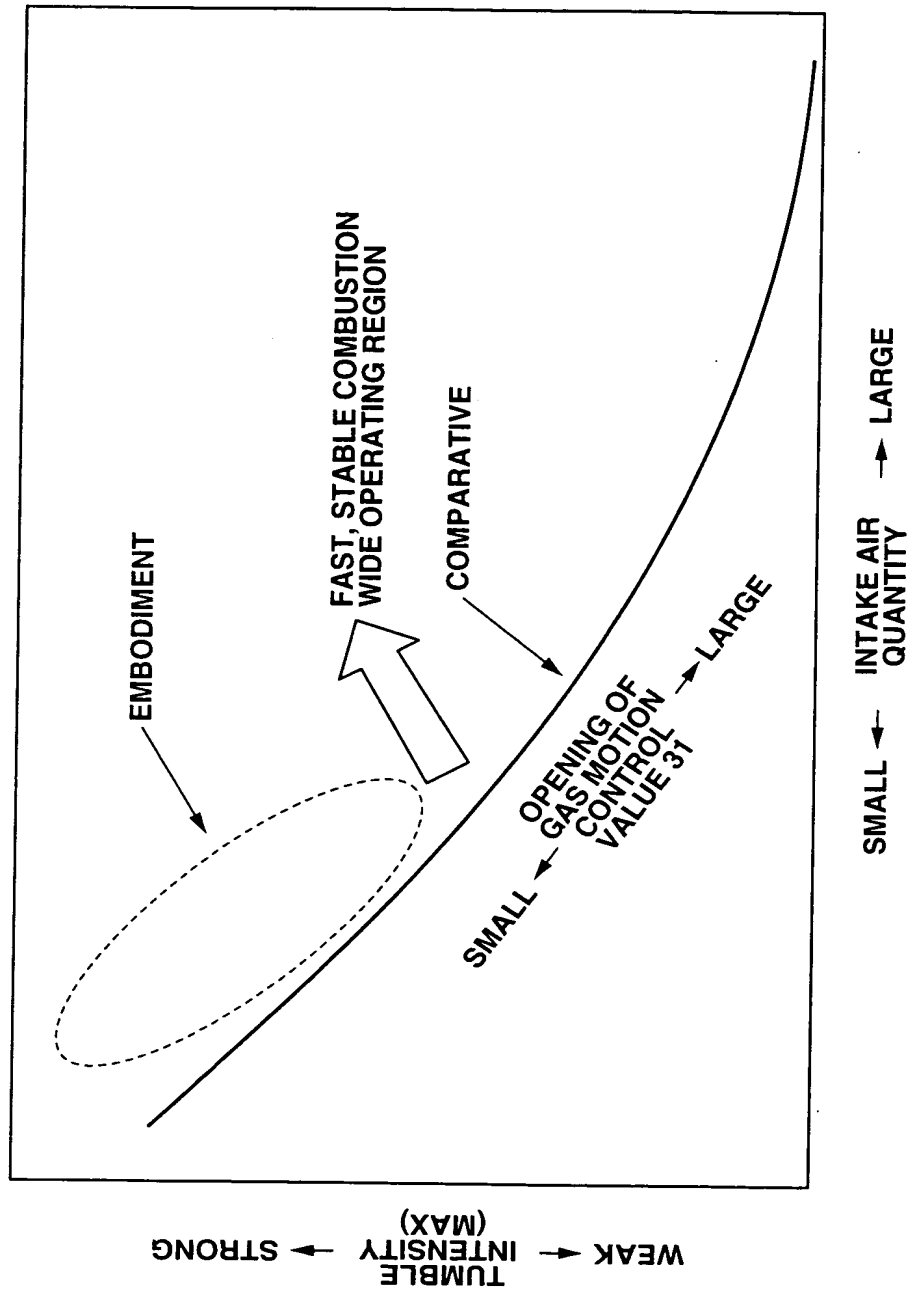 EMBODIMENT
FAST, STABLE COMBUSTION
WIDE OPERATING REGION
COMPARATIVE
OPENING OF
GAS MOTION
CONTROL
VALUE 31
SMALL ← → LARGE
TUMBLE
INTENSITY
(MAX)
WEAK ← → STRONG
SMALL ← INTAKE AIR → LARGE
QUANTITY